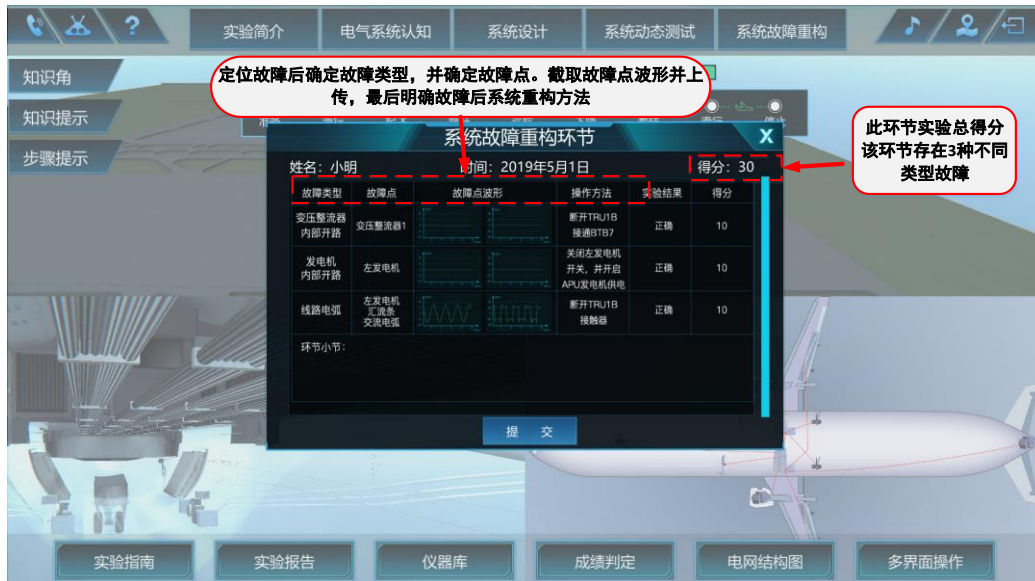 ?
实验简介
电气系统认知
系统设计
系统动态测试
系统故障重构
知识角
知识提示
步骤提示
定位故障后确定故障类型，并确定故障点。截取故障点波形并上
传，最后明确故障后系统重构方法
此环节实验总得分
该环节存在3种不同
类型故障
系统故障重构环节
X
姓名：小明
时间：2019年5月1日
得分：30
故障类型
故障点
故障点波形
操作方法
实验结果
得分
变压整流器
内部开路
变压整流器1
断开TRU1B
接通BTB7
正确
10
发电机
内部开路
左发电机
关闭左发电机
开关，并开启
APU发电机供电
正确
10
线路电弧
左发电机
汇流条
交流电弧
断开TRU1B
接触器
正确
10
环节小节：
提 交
实验指南
实验报告
仪器库
成绩判定
电网结构图
多界面操作